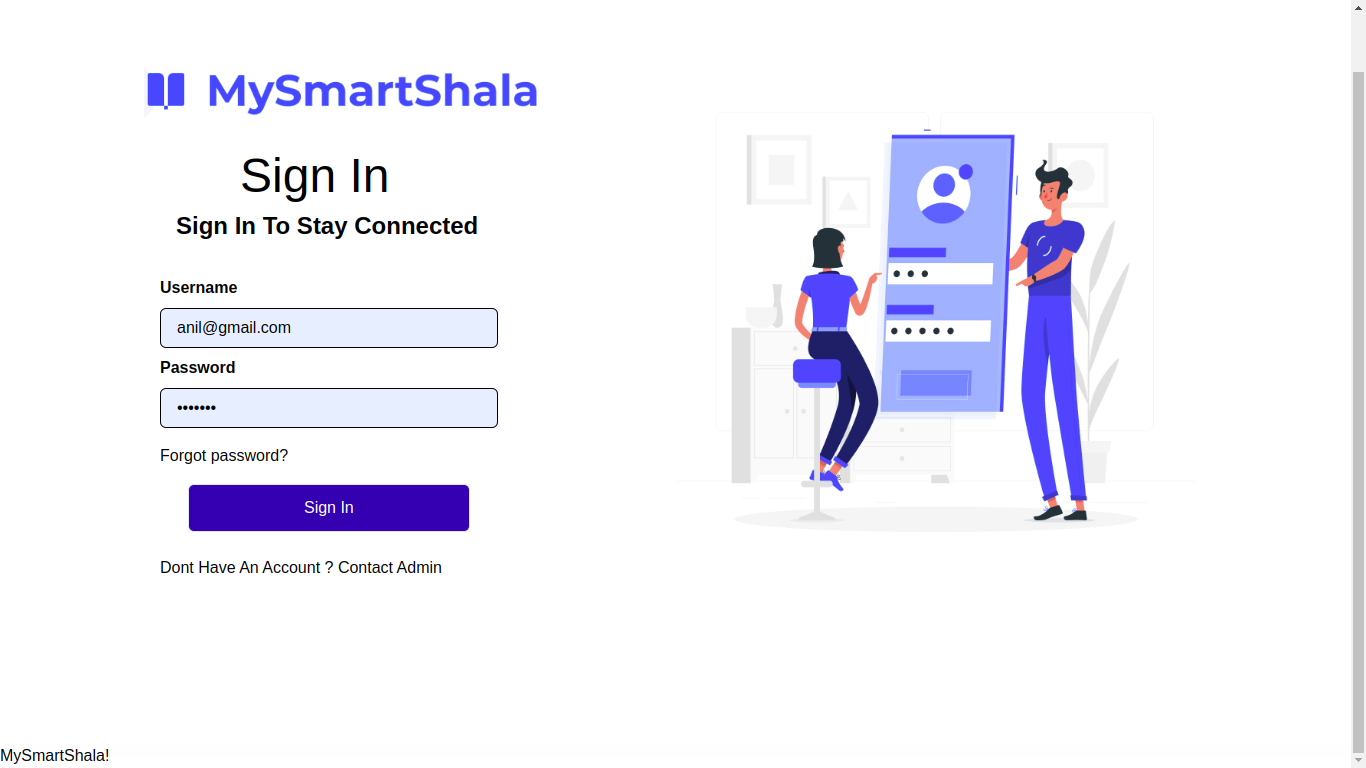 MySmartShala
Sign In
Sign In To Stay Connected
Username
anil@gmail.com
Password
•••••••
Forgot password?
Sign In
Dont Have An Account ? Contact Admin
MySmartShala!